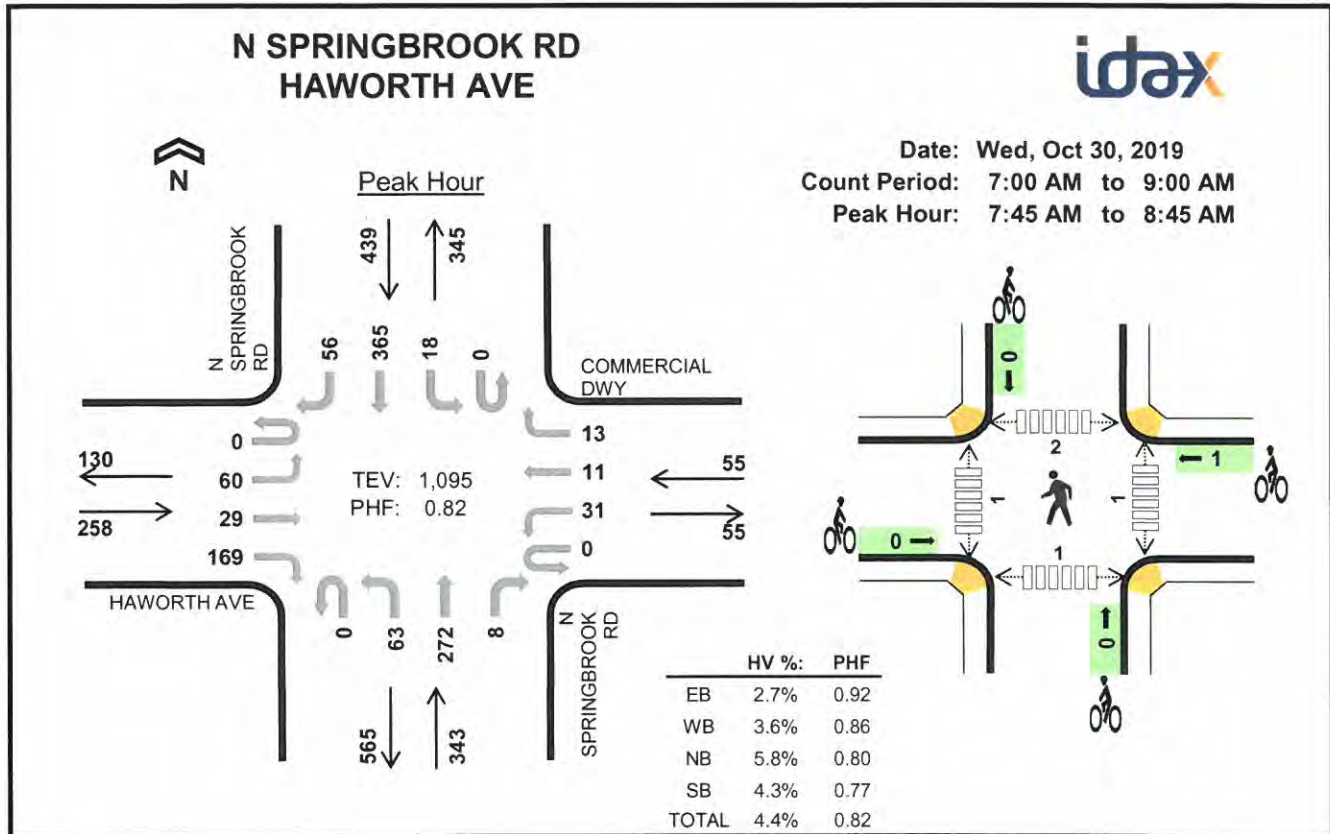 N SPRINGBROOK RD
HAWORTH AVE
idax
N
Peak Hour
Date: Wed, Oct 30, 2019
Count Period: 7:00 AM to 9:00 AM
Peak Hour: 7:45 AM to 8:45 AM
439
345
N
SPRINGBROOK
RD
56
365
18
0
COMMERCIAL
DWY
0
60
29
169
130
258
TEV: 1,095
PHF: 0.82
13
11
31
0
55
55
HAWORTH AVE
0
63
272
8
N
SPRINGBROOK
RD
565
343
0
2
1
1
1
0
1
0
HV %: PHF
EB 2.7% 0.92
WB 3.6% 0.86
NB 5.8% 0.80
SB 4.3% 0.77
TOTAL 4.4% 0.82